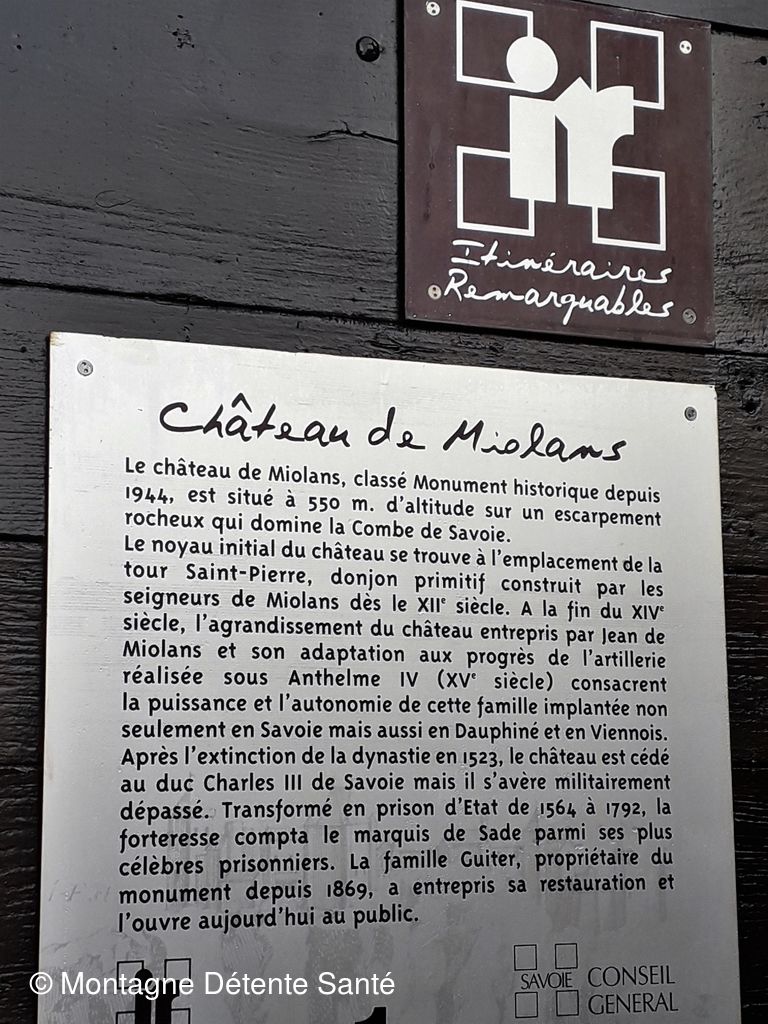 ir
Itinéraires
Remarquables
Château de Miolans
Le château de Miolans, classé Monument historique depuis
1944, est situé à 550 m. d'altitude sur un escarpement
rocheux qui domine la Combe de Savoie.
Le noyau initial du château se trouve à l'emplacement de la
tour Saint-Pierre, donjon primitif construit par les
seigneurs de Miolans dès le XIIe siècle. A la fin du XIVe
siècle, l'agrandissement du château entrepris par Jean de
Miolans et son adaptation aux progrès de l'artillerie
réalisée sous Anthelme IV (XVe siècle) consacrent
la puissance et l'autonomie de cette famille implantée non
seulement en Savoie mais aussi en Dauphiné et en Viennois.
Après l'extinction de la dynastie en 1523, le château est cédé
au duc Charles III de Savoie mais il s'avère militairement
dépassé. Transformé en prison d'Etat de 1564 à 1792, la
forteresse compta le marquis de Sade parmi ses plus
célèbres prisonniers. La famille Guiter, propriétaire du
monument depuis 1869, a entrepris sa restauration et
l'ouvre aujourd'hui au public.
SAVOIE CONSEIL
GENERAL
© Montagne Détente Santé